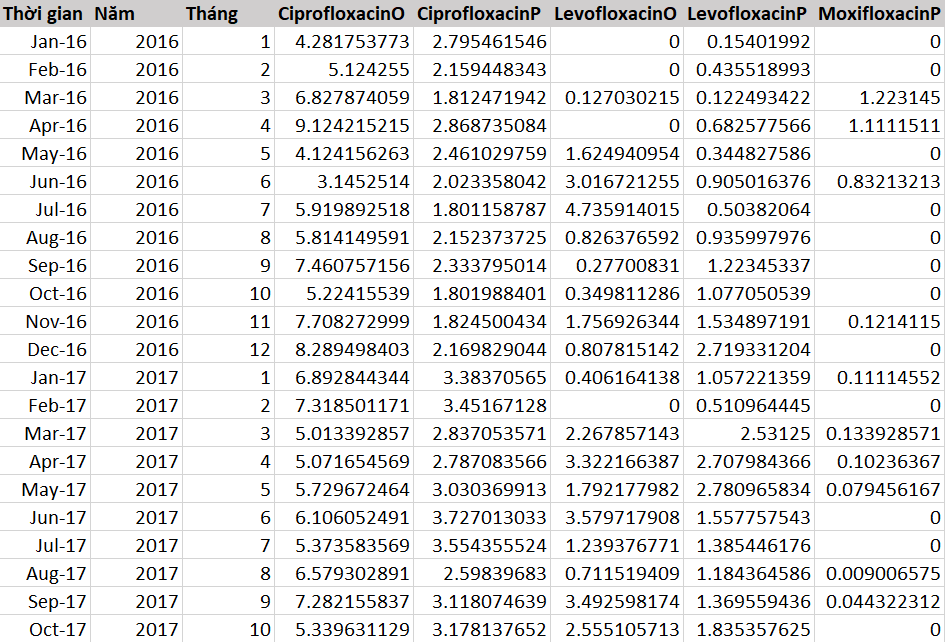 Thời gian Năm Tháng CiprofloxacinO CiprofloxacinP LevofloxacinO LevofloxacinP MoxifloxacinP
Jan-16 2016 1 4.281753773 2.795461546 0 0.15401992 0
Feb-16 2016 2 5.124255 2.159448343 0 0.435518993 0
Mar-16 2016 3 6.827874059 1.812471942 0.127030215 0.122493422 1.223145
Apr-16 2016 4 9.124215215 2.868735084 0 0.682577566 1.1111511
May-16 2016 5 4.124156263 2.461029759 1.624940954 0.344827586 0
Jun-16 2016 6 3.1452514 2.023358042 3.016721255 0.905016376 0.83213213
Jul-16 2016 7 5.919892518 1.801158787 4.735914015 0.50382064 0
Aug-16 2016 8 5.814149591 2.152373725 0.826376592 0.935997976 0
Sep-16 2016 9 7.460757156 2.333795014 0.27700831 1.22345337 0
Oct-16 2016 10 5.22415539 1.801988401 0.349811286 1.077050539 0
Nov-16 2016 11 7.708272999 1.824500434 1.756926344 1.534897191 0.1214115
Dec-16 2016 12 8.289498403 2.169829044 0.807815142 2.719331204 0
Jan-17 2017 1 6.892844344 3.38370565 0.406164138 1.057221359 0.11114552
Feb-17 2017 2 7.318501171 3.45167128 0 0.510964445 0
Mar-17 2017 3 5.013392857 2.837053571 2.267857143 2.53125 0.133928571
Apr-17 2017 4 5.071654569 2.787083566 3.322166387 2.707984366 0.10236367
May-17 2017 5 5.729672464 3.030369913 1.792177982 2.780965834 0.079456167
Jun-17 2017 6 6.106052491 3.727013033 3.579717908 1.557757543 0
Jul-17 2017 7 5.373583569 3.554355524 1.239376771 1.385446176 0
Aug-17 2017 8 6.579302891 2.59839683 0.711519409 1.184364586 0.009006575
Sep-17 2017 9 7.282155837 3.118074639 3.492598174 1.369559436 0.044322312
Oct-17 2017 10 5.339631129 3.178137652 2.555105713 1.835357625 0